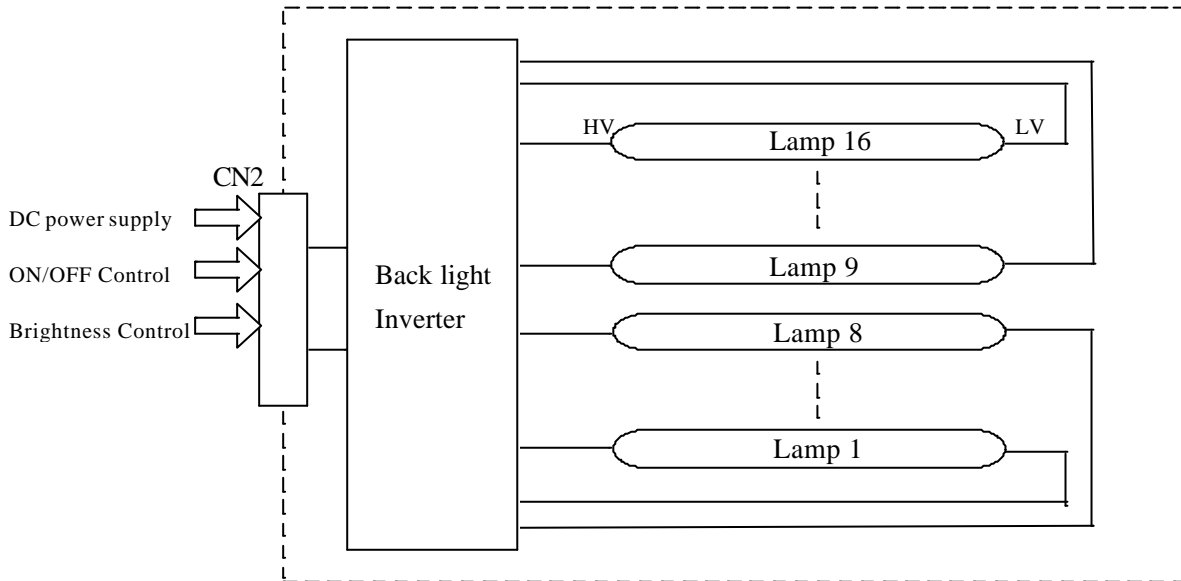 HV
Lamp 16
LV
CN2
DC power supply
ON/OFF Control
Brightness Control
Back light
Inverter
Lamp 9
Lamp 8
Lamp 1